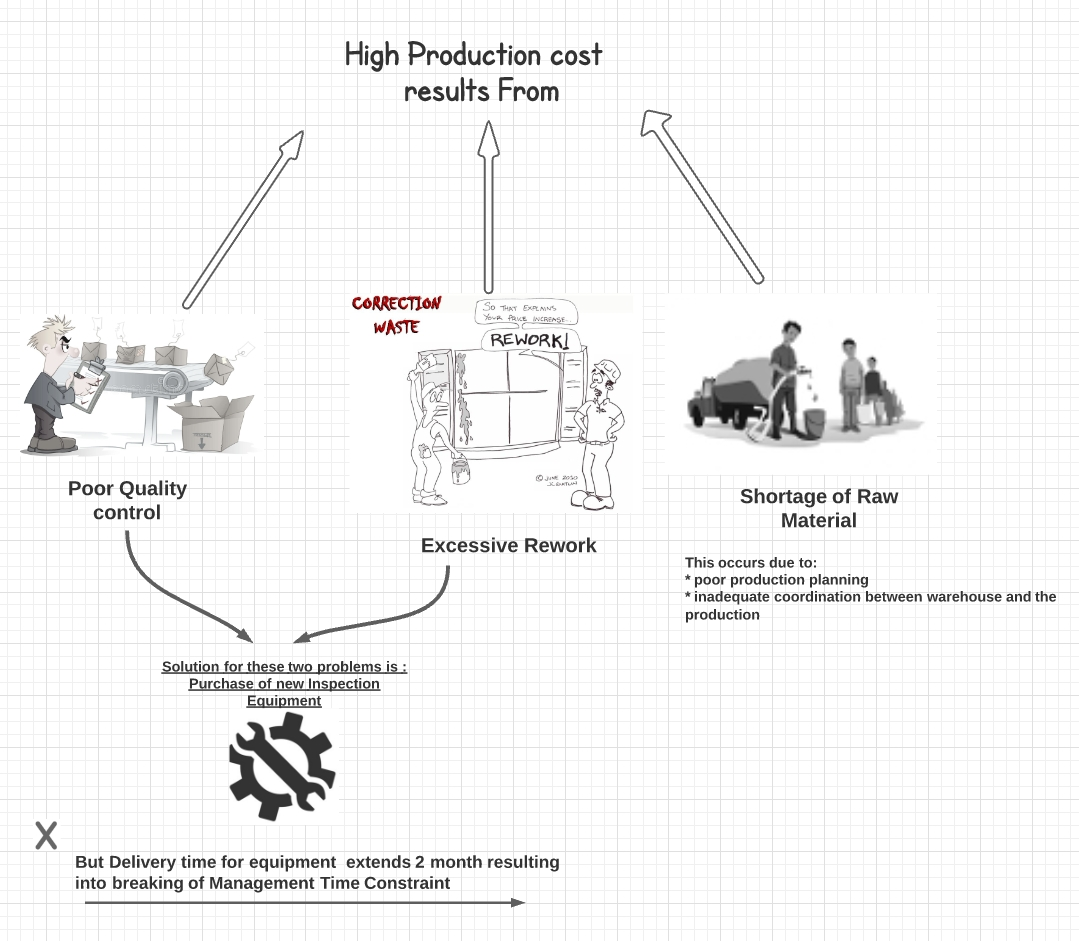 High Production cost
results From
CORRECTION
WASTE
SO THAT EXPLAINS
YOUR PRICE INCREASE...
REWORK!
© JUNE 2010
Poor Quality
control
Excessive Rework
Shortage of Raw
Material
This occurs due to:
* poor production planning
* inadequate coordination between warehouse and the
production
Solution for these two problems is :
Purchase of new Inspection
Equipment
X
But Delivery time for equipment extends 2 month resulting
into breaking of Management Time Constraint